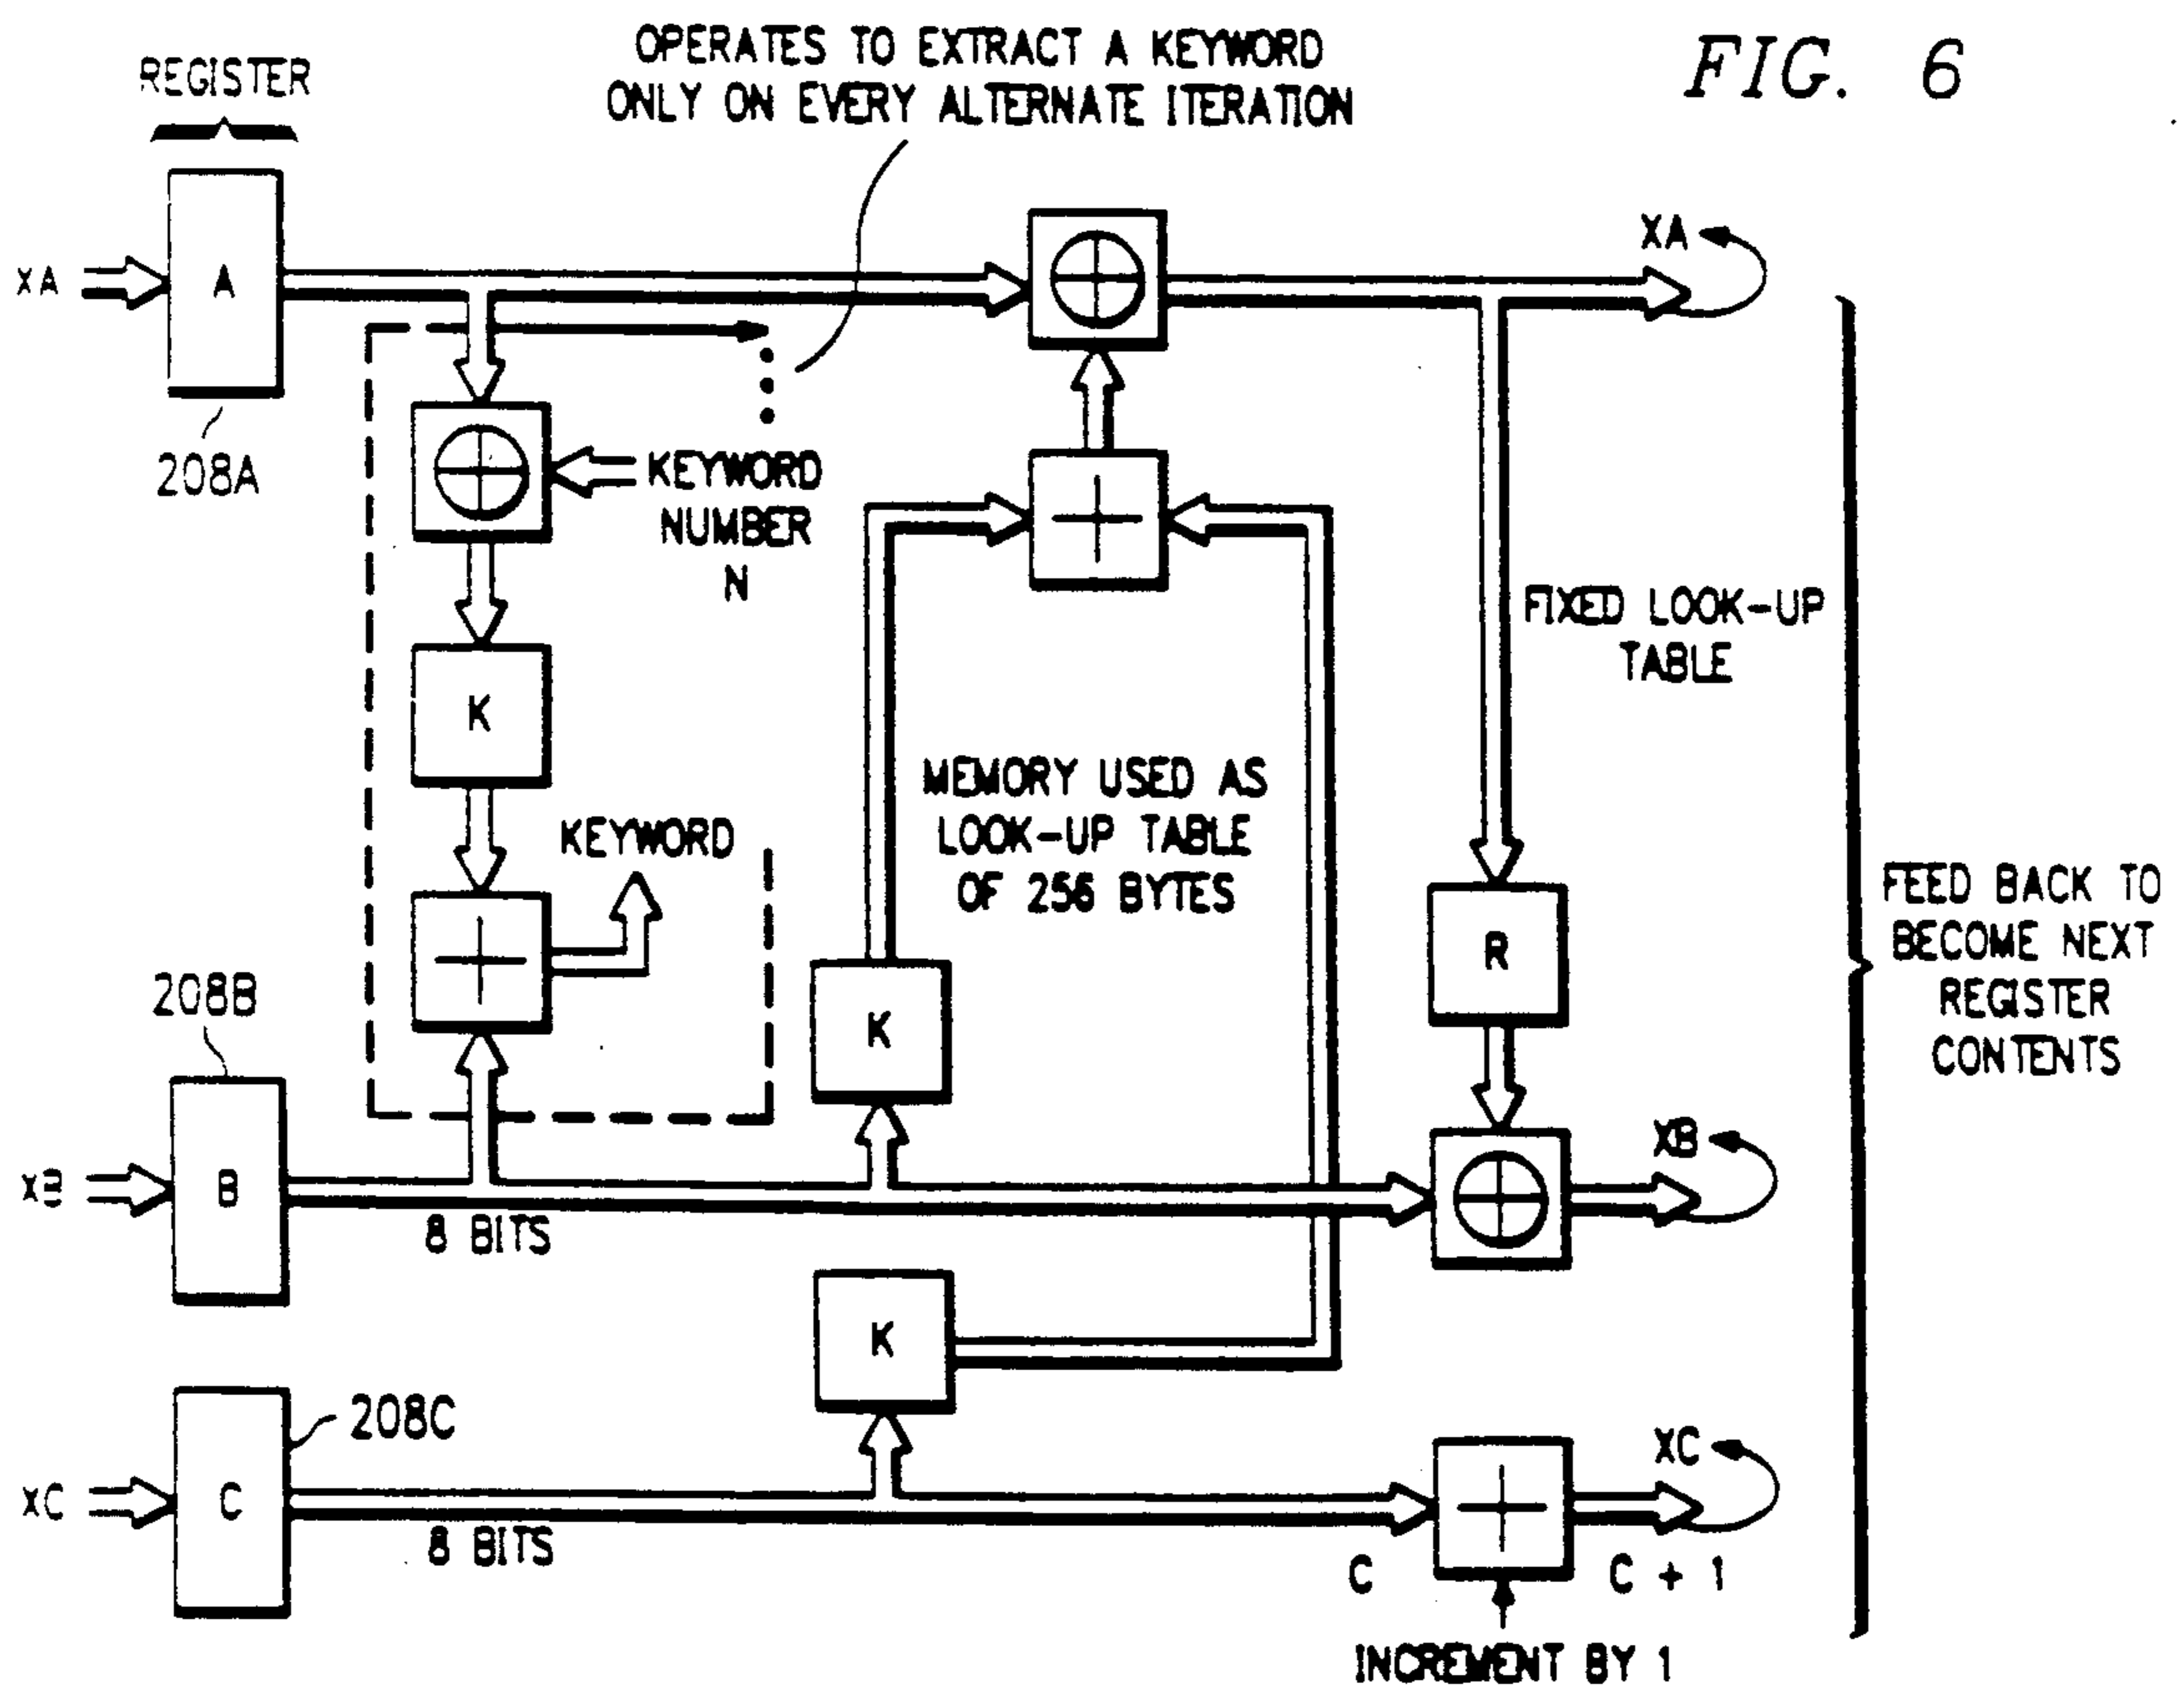 OPERATES TO EXTRACT A KEYWORD
ONLY ON EVERY ALTERNATE ITERATION
FIG. 6
REGISTER
XA
A
208A
XA
KEYWORD
NUMBER
N
K
KEYWORD
FIXED LOOK-UP
TABLE
MEMORY USED AS
LOOK-UP TABLE
OF 256 BYTES
R
FEED BACK TO
BECOME NEXT
REGISTER
CONTENTS
208B
K
XB
B
8 BITS
XB
K
208C
XC
C
8 BITS
XC
C
C + 1
INCREMENT BY 1